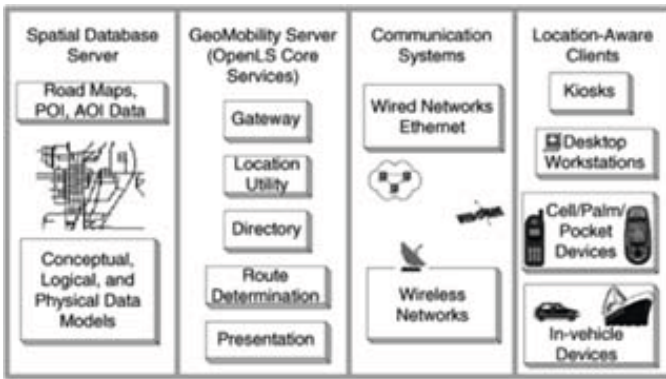 Spatial Database
Server
Road Maps,
POI, AOI Data
Conceptual,
Logical, and
Physical Data
Models
GeoMobility Server
(OpenLS Core
Services)
Gateway
Location
Utility
Directory
Route
Determination
Presentation
Communication
Systems
Wired Networks
Ethernet
Wireless
Networks
Location-Aware
Clients
Kiosks
Desktop
Workstations
Cell/Palm/
Pocket
Devices
In-vehicle
Devices